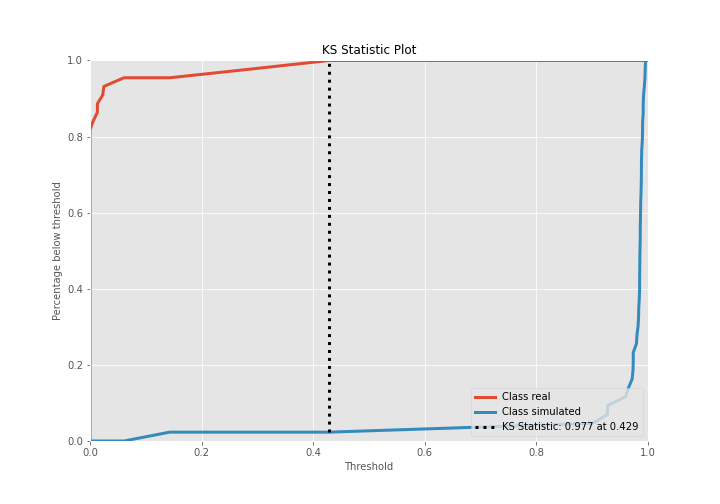 KS Statistic Plot
1.0
0.8
0.6
0.4
0.2
0.0
Percentage below threshold
0.0 0.2 0.4 0.6 0.8 1.0
Threshold
Class real
Class simulated
KS Statistic: 0.977 at 0.429